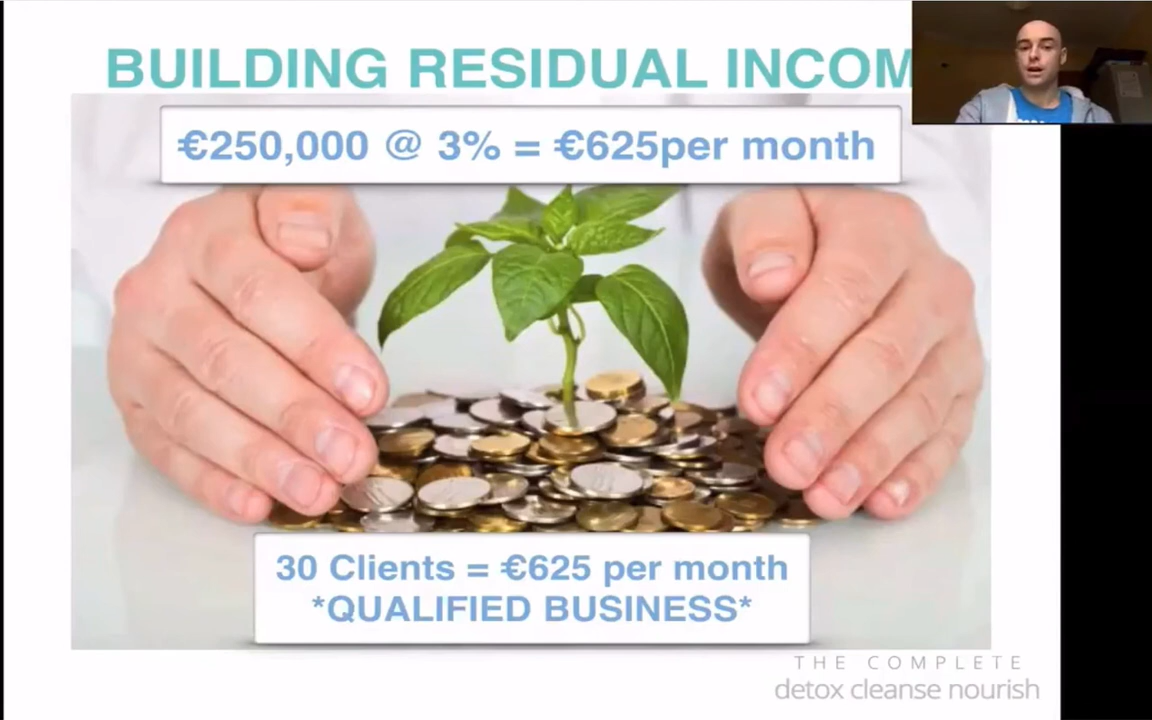 BUILDING RESIDUAL INCOM
€250,000 @ 3% = €625per month
30 Clients = €625 per month
*QUALIFIED BUSINESS*
THE COMPLETE
detox cleanse nourish